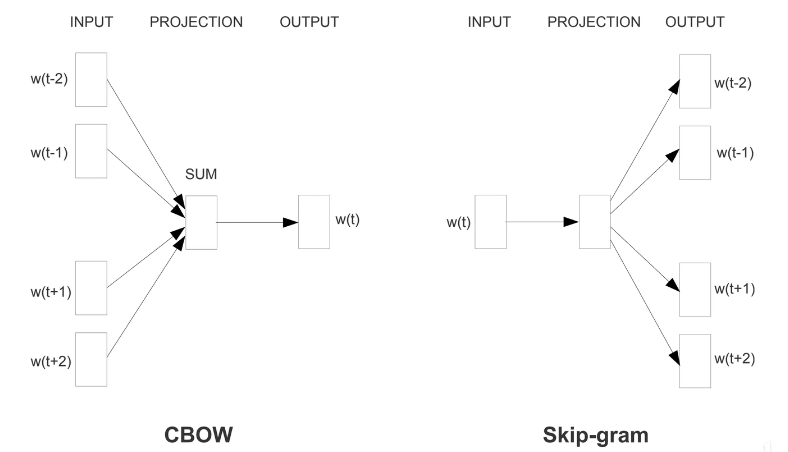 INPUT PROJECTION OUTPUT
w(t-2)
w(t-1)
SUM
w(t)
w(t+1)
w(t+2)
CBOW
INPUT PROJECTION OUTPUT
w(t-2)
w(t-1)
w(t)
w(t+1)
w(t+2)
Skip-gram